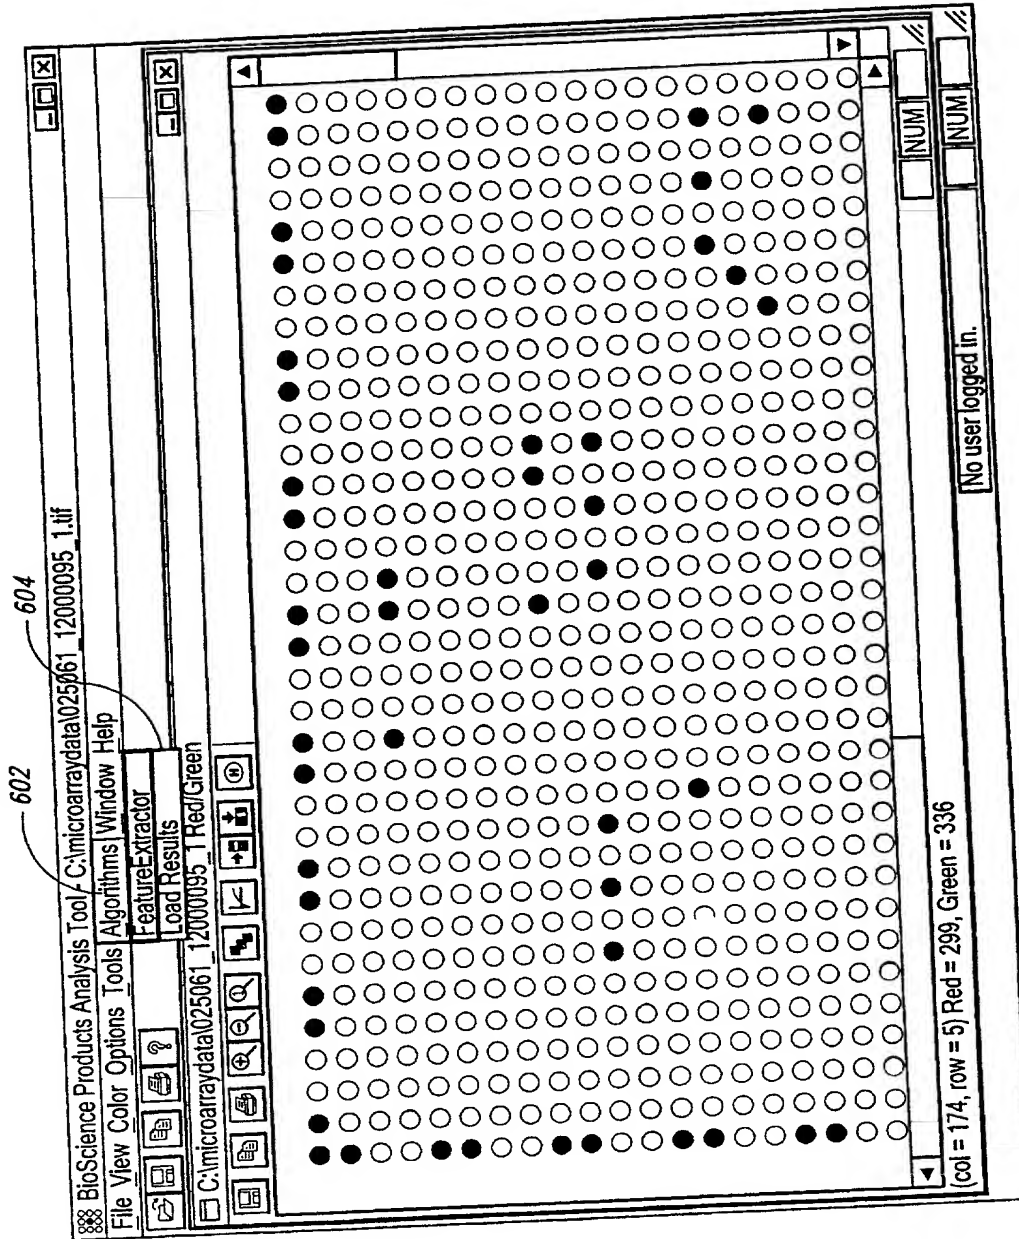 602
604
BioScience Products Analysis Tool - C:\microarraydata\025061_12000095_1.tif
File View Color Options Tools Algorithms Window Help
FeatureExtractor
Load Results
C:\microarraydata\025061_12000095_1 Red/Green
(col = 174, row = 5) Red = 299, Green = 336
NUM
No user logged in.
NUM